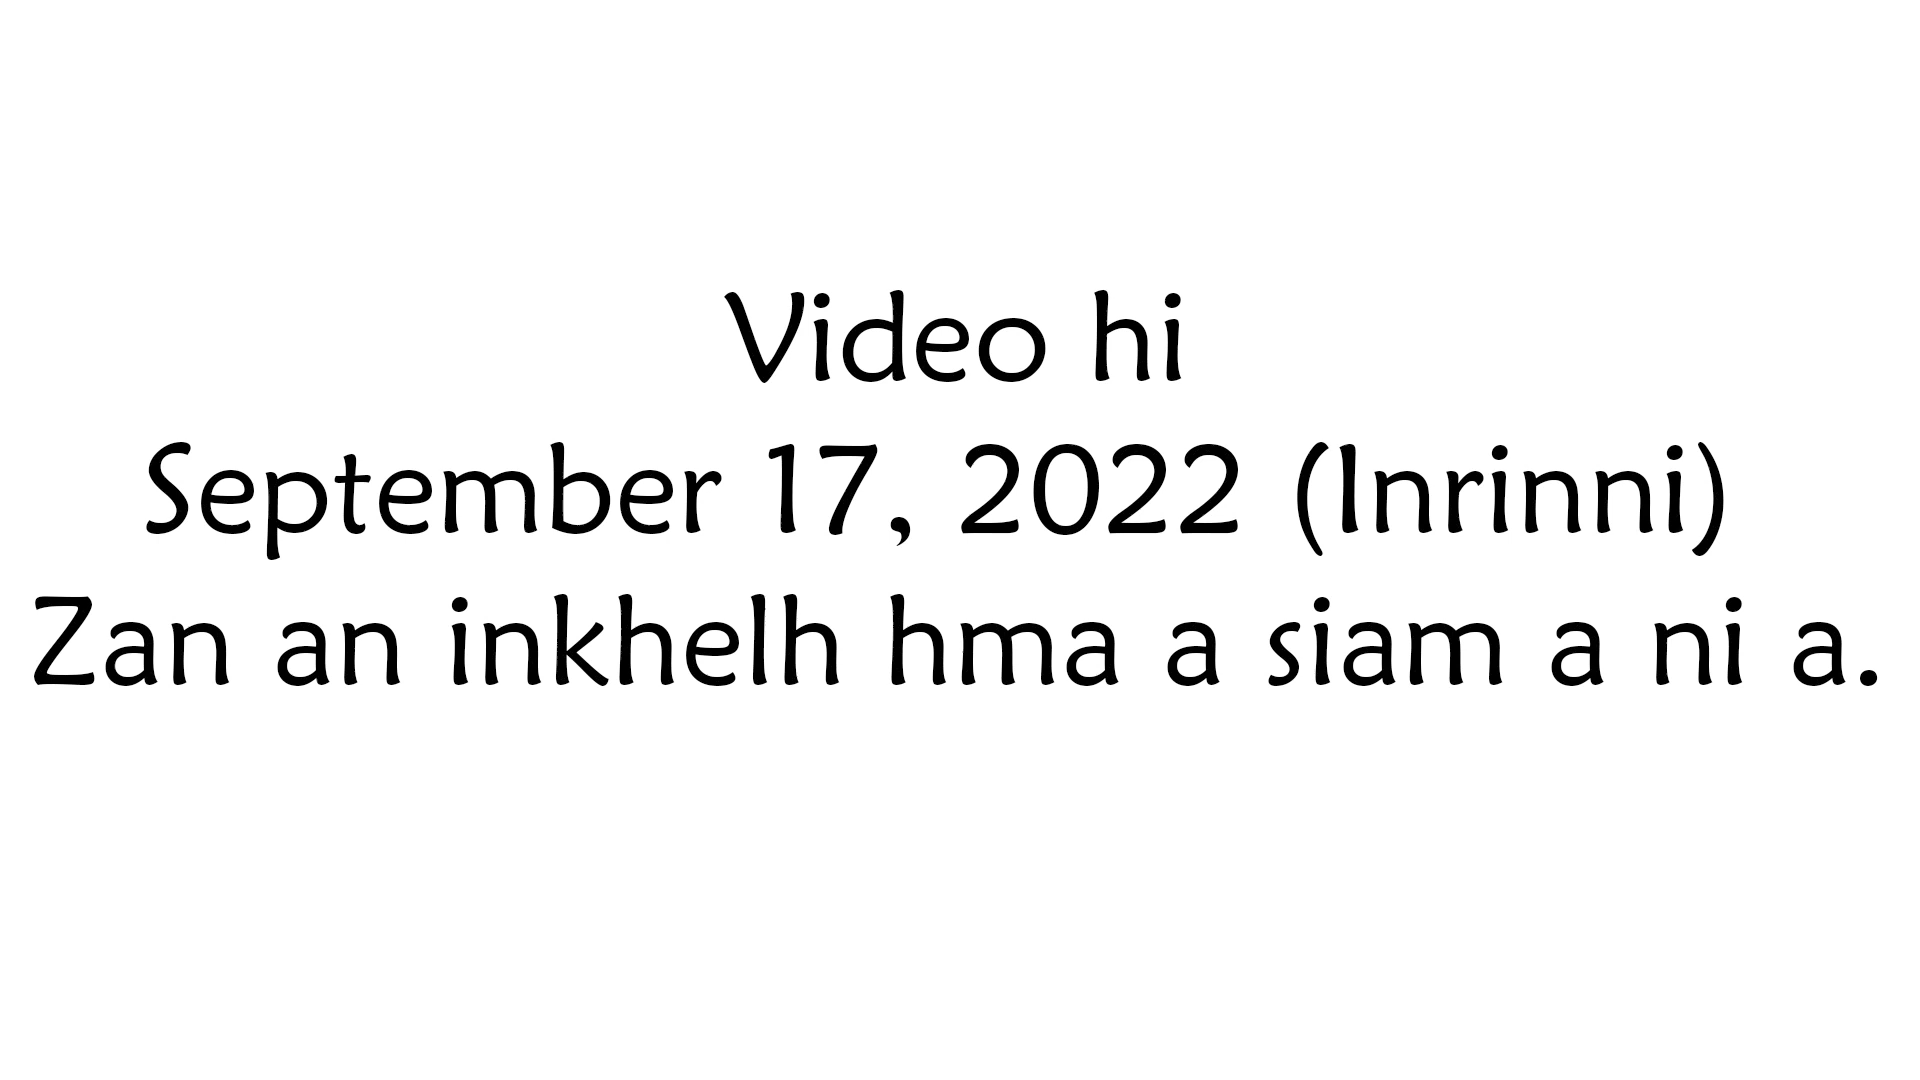 Video hi
September 17, 2022 (Inrinni)
Zan an inkhelh hma a siam a ni a.